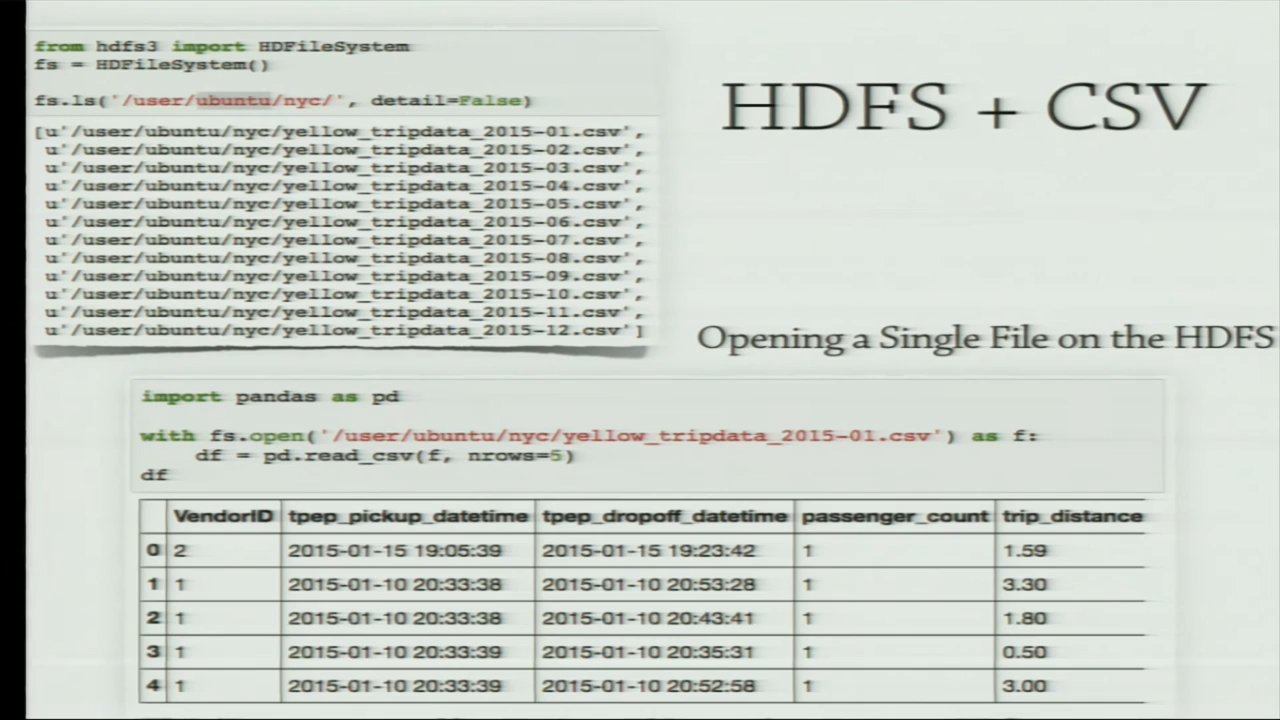 from hdfs3 import HDFileSystem
fs = HDFileSystem()
fs.ls('/user/ubuntu/nyc/', detail=False)
[u'/user/ubuntu/nyc/yellow_tripdata_2015-01.csv',
u'/user/ubuntu/nyc/yellow_tripdata_2015-02.csv',
u'/user/ubuntu/nyc/yellow_tripdata_2015-03.csv',
u'/user/ubuntu/nyc/yellow_tripdata_2015-04.csv',
u'/user/ubuntu/nyc/yellow_tripdata_2015-05.csv',
u'/user/ubuntu/nyc/yellow_tripdata_2015-06.csv',
u'/user/ubuntu/nyc/yellow_tripdata_2015-07.csv',
u'/user/ubuntu/nyc/yellow_tripdata_2015-08.csv',
u'/user/ubuntu/nyc/yellow_tripdata_2015-09.csv',
u'/user/ubuntu/nyc/yellow_tripdata_2015-10.csv',
u'/user/ubuntu/nyc/yellow_tripdata_2015-11.csv',
u'/user/ubuntu/nyc/yellow_tripdata_2015-12.csv']
HDFS + CSV
Opening a Single File on the HDFS
import pandas as pd
with fs.open('/user/ubuntu/nyc/yellow_tripdata_2015-01.csv') as f:
df = pd.read_csv(f, nrows=5)
df
VendorID tpep_pickup_datetime tpep_dropoff_datetime passenger_count trip_distance
0 2 2015-01-15 19:05:39 2015-01-15 19:23:42 1 1.59
1 1 2015-01-10 20:33:38 2015-01-10 20:53:28 1 3.30
2 1 2015-01-10 20:33:38 2015-01-10 20:43:41 1 1.80
3 1 2015-01-10 20:33:39 2015-01-10 20:35:31 1 0.50
4 1 2015-01-10 20:33:39 2015-01-10 20:52:58 1 3.00